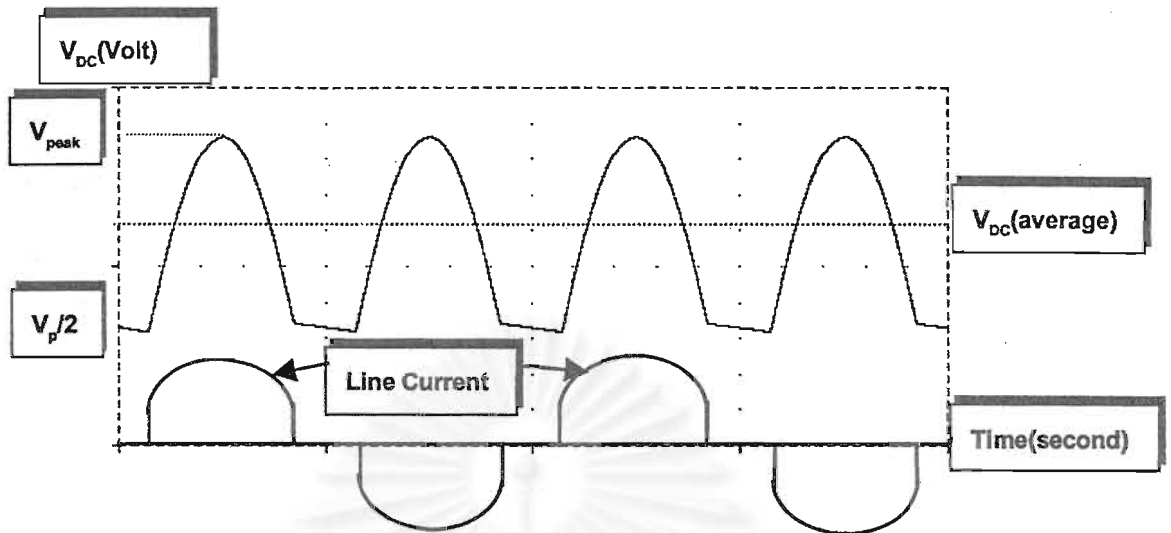 V_DC(Volt)
V_peak
V_DC(average)
V_p/2
Line Current
Time(second)